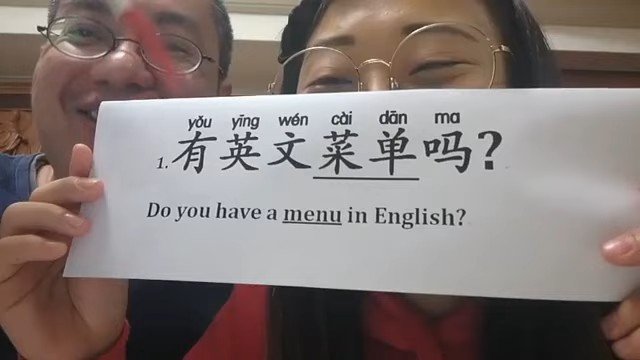 yǒu yīng wén cài dān ma
1. 有英文菜单吗?
Do you have a menu in English?